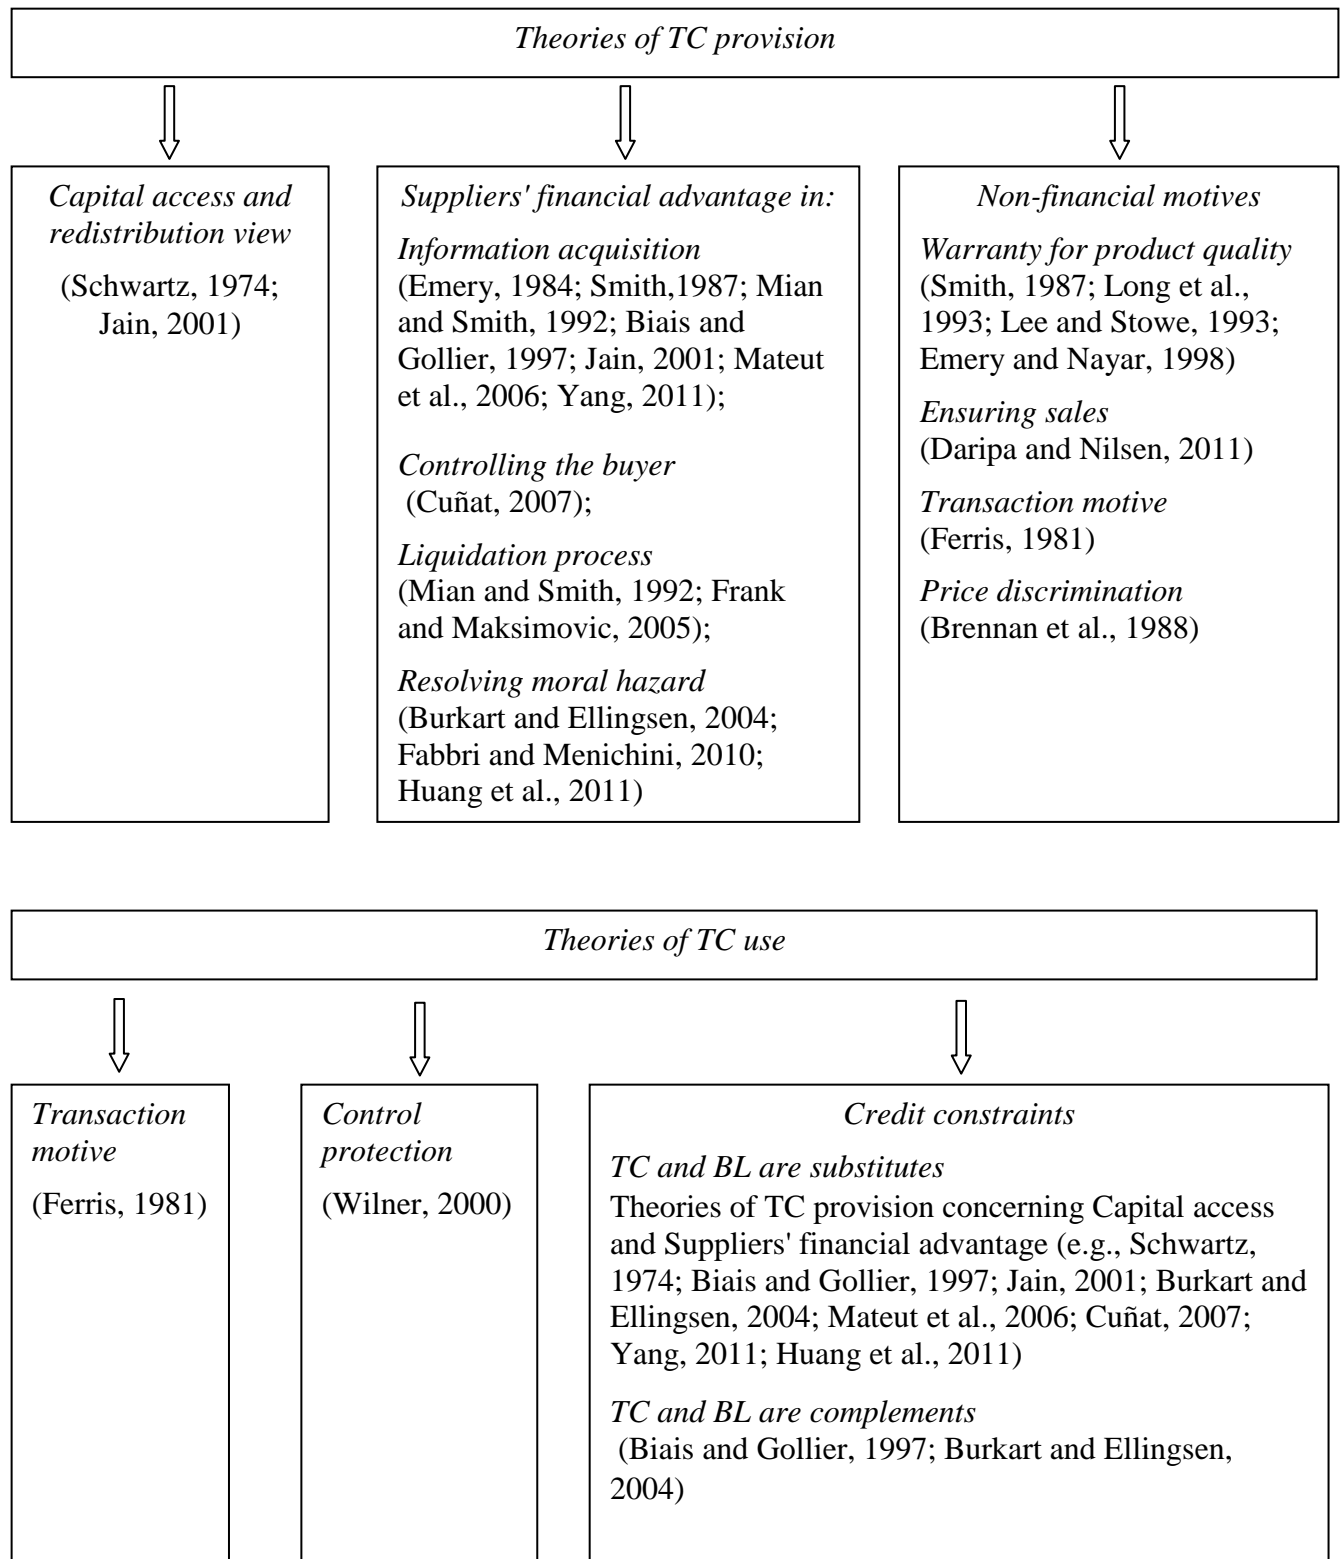 Theories of TC provision
Capital access and
redistribution view
(Schwartz, 1974;
Jain, 2001)
Suppliers' financial advantage in:
Information acquisition
(Emery, 1984; Smith,1987; Mian
and Smith, 1992; Biais and
Gollier, 1997; Jain, 2001; Mateut
et al., 2006; Yang, 2011);
Controlling the buyer
(Cuñat, 2007);
Liquidation process
(Mian and Smith, 1992; Frank
and Maksimovic, 2005);
Resolving moral hazard
(Burkart and Ellingsen, 2004;
Fabbri and Menichini, 2010;
Huang et al., 2011)
Non-financial motives
Warranty for product quality
(Smith, 1987; Long et al.,
1993; Lee and Stowe, 1993;
Emery and Nayar, 1998)
Ensuring sales
(Daripa and Nilsen, 2011)
Transaction motive
(Ferris, 1981)
Price discrimination
(Brennan et al., 1988)
Theories of TC use
Transaction
motive
(Ferris, 1981)
Control
protection
(Wilner, 2000)
Credit constraints
TC and BL are substitutes
Theories of TC provision concerning Capital access
and Suppliers' financial advantage (e.g., Schwartz,
1974; Biais and Gollier, 1997; Jain, 2001; Burkart and
Ellingsen, 2004; Mateut et al., 2006; Cuñat, 2007;
Yang, 2011; Huang et al., 2011)
TC and BL are complements
(Biais and Gollier, 1997; Burkart and Ellingsen,
2004)